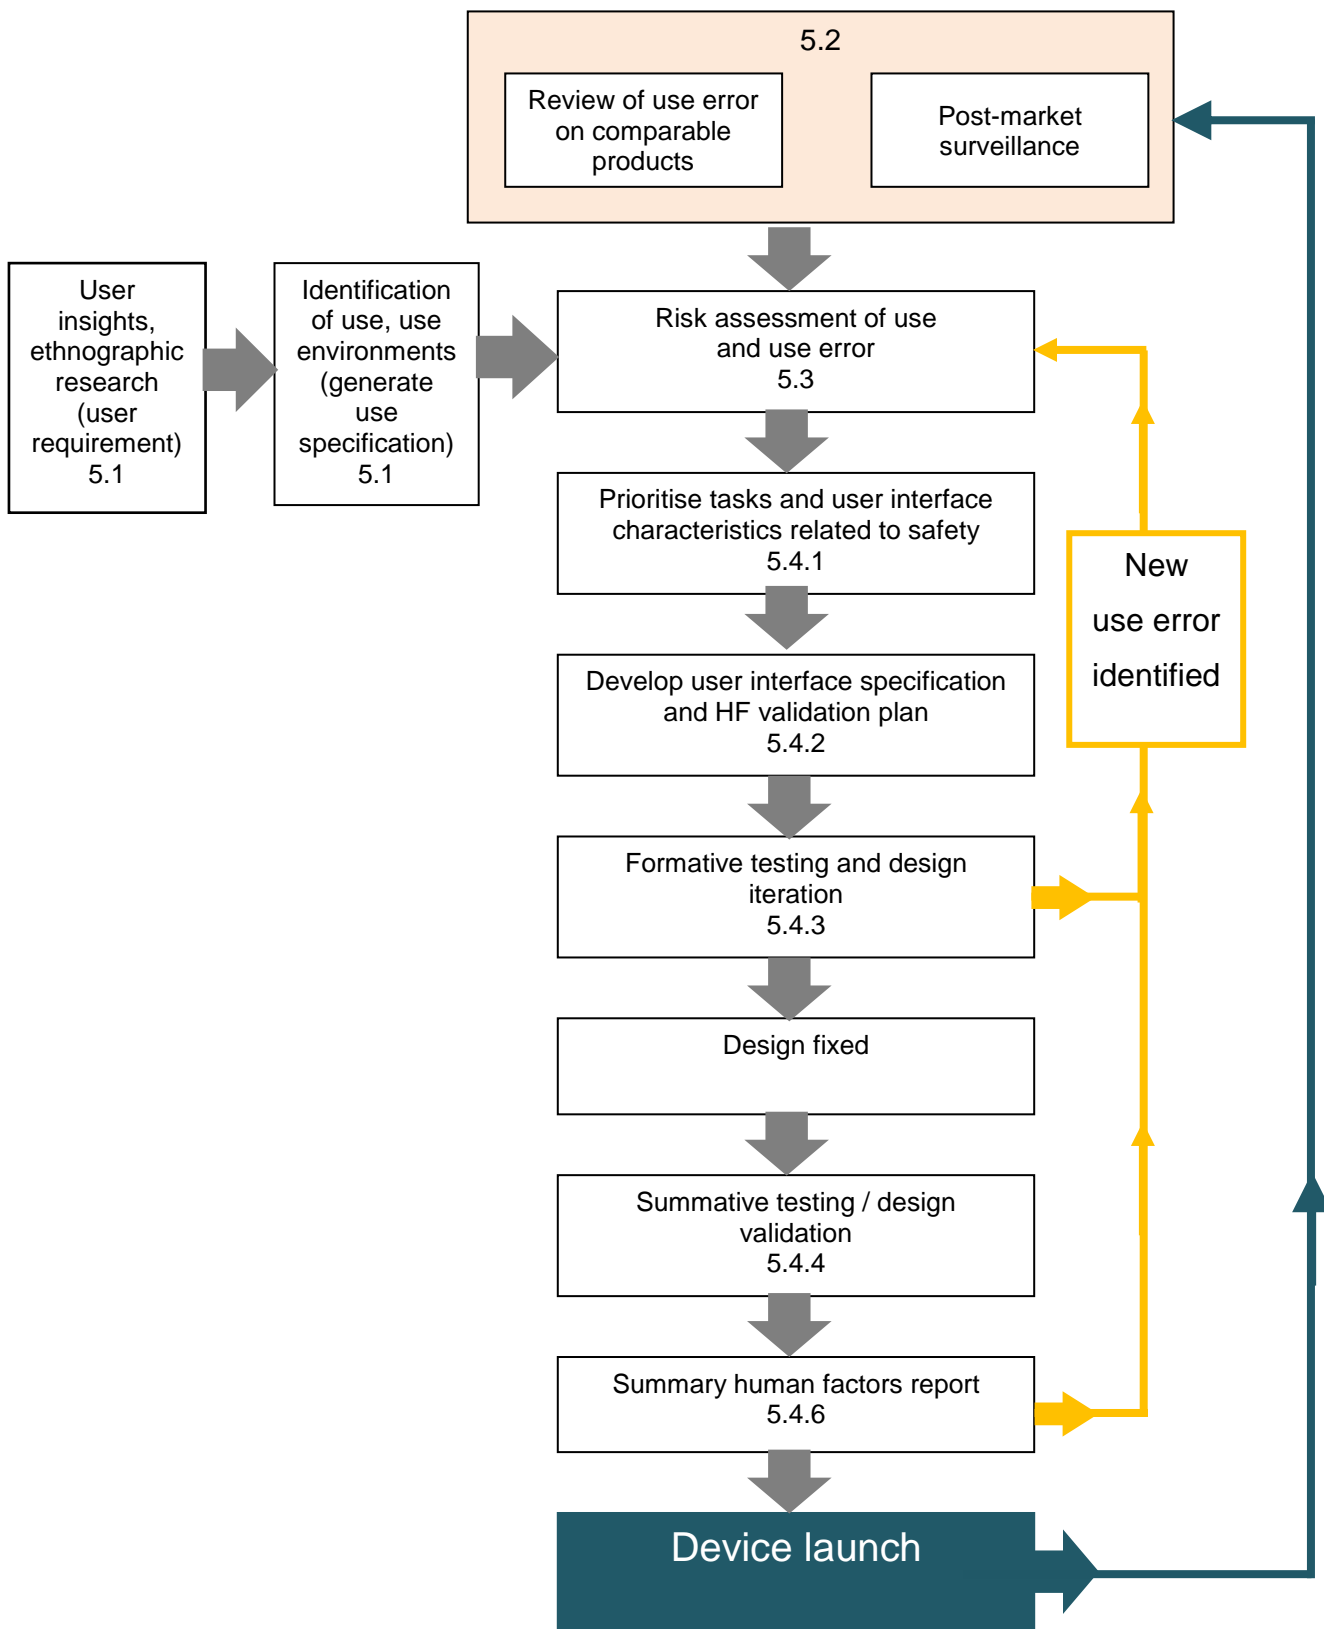 5.2
Review of use error
on comparable
products
Post-market
surveillance
User
insights,
ethnographic
research
(user
requirement)
5.1
Identification
of use, use
environments
(generate
use
specification)
5.1
Risk assessment of use
and use error
5.3
Prioritise tasks and user interface
characteristics related to safety
5.4.1
New
use error
identified
Develop user interface specification
and HF validation plan
5.4.2
Formative testing and design
iteration
5.4.3
Design fixed
Summative testing / design
validation
5.4.4
Summary human factors report
5.4.6
Device launch